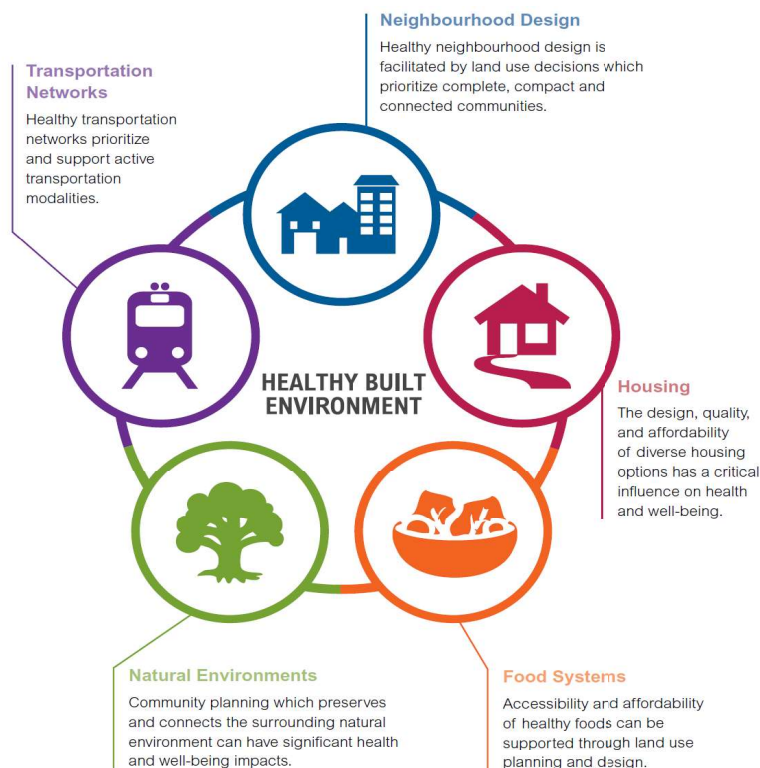 Neighbourhood Design
Healthy neighbourhood design is
facilitated by land use decisions which
prioritize complete, compact and
connected communities.
Transportation
Networks
Healthy transportation
networks prioritize
and support active
transportation
modalities.
HEALTHY BUILT
ENVIRONMENT
Housing
The design, quality,
and affordability
of diverse housing
options has a critical
influence on health
and well-being.
Natural Environments
Community planning which preserves
and connects the surrounding natural
environment can have significant health
and well-being impacts.
Food Systems
Accessibility and affordability
of healthy foods can be
supported through land use
planning and design.